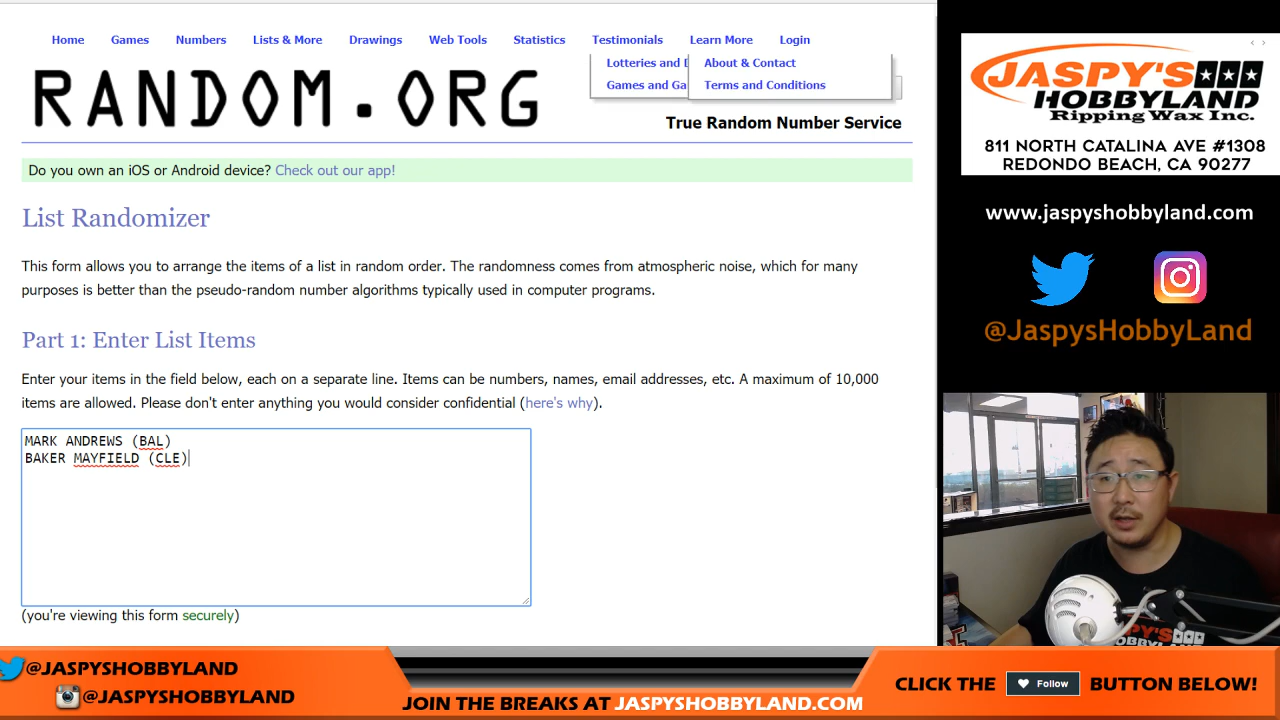 Home Games Numbers Lists & More Drawings Web Tools Statistics Testimonials Learn More Login
Lotteries and D About & Contact
Games and Ga Terms and Conditions
RANDOM.ORG
True Random Number Service
Do you own an iOS or Android device? Check out our app!
List Randomizer
This form allows you to arrange the items of a list in random order. The randomness comes from atmospheric noise, which for many
purposes is better than the pseudo-random number algorithms typically used in computer programs.
Part 1: Enter List Items
Enter your items in the field below, each on a separate line. Items can be numbers, names, email addresses, etc. A maximum of 10,000
items are allowed. Please don't enter anything you would consider confidential (here's why).
MARK ANDREWS (BAL)
BAKER MAYFIELD (CLE)
(you're viewing this form securely)
JASPY'S
HOBBYLAND
Ripping Wax Inc.
811 NORTH CATALINA AVE #1308
REDONDO BEACH, CA 90277
www.jaspyshobbyland.com
@JaspysHobbyLand
JASPY'S
@JASPYSHOBBYLAND
@JASPYSHOBBYLAND
JOIN THE BREAKS AT JASPYSHOBBYLAND.COM
CLICK THE Follow BUTTON BELOW!